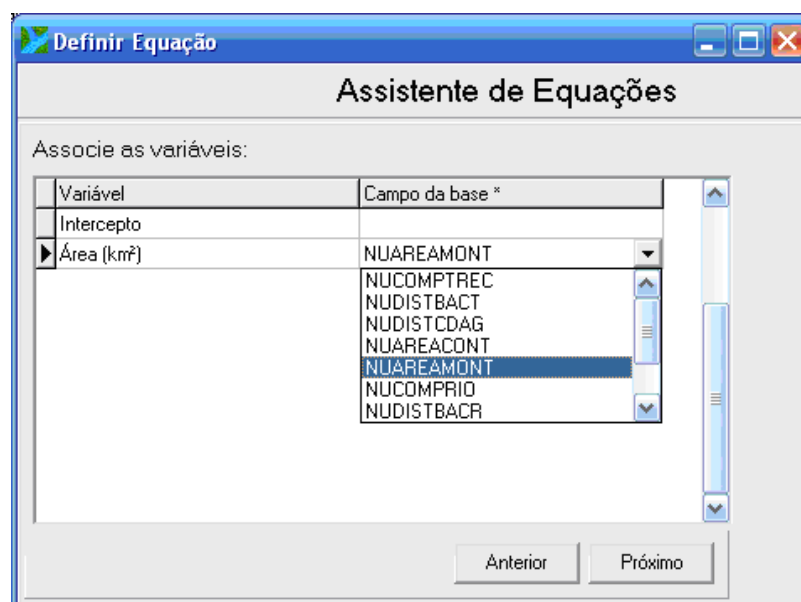 Definir Equação
Assistente de Equações
Associe as variáveis:
Variável Campo da base *
Intercepto
Área (km²) NUAREAMONT
NUCOMPTREC
NUDISTBACT
NUDISTCDAG
NUAREACONT
NUAREAMONT
NUCOMPRIO
NUDISTBACR
Anterior Próximo